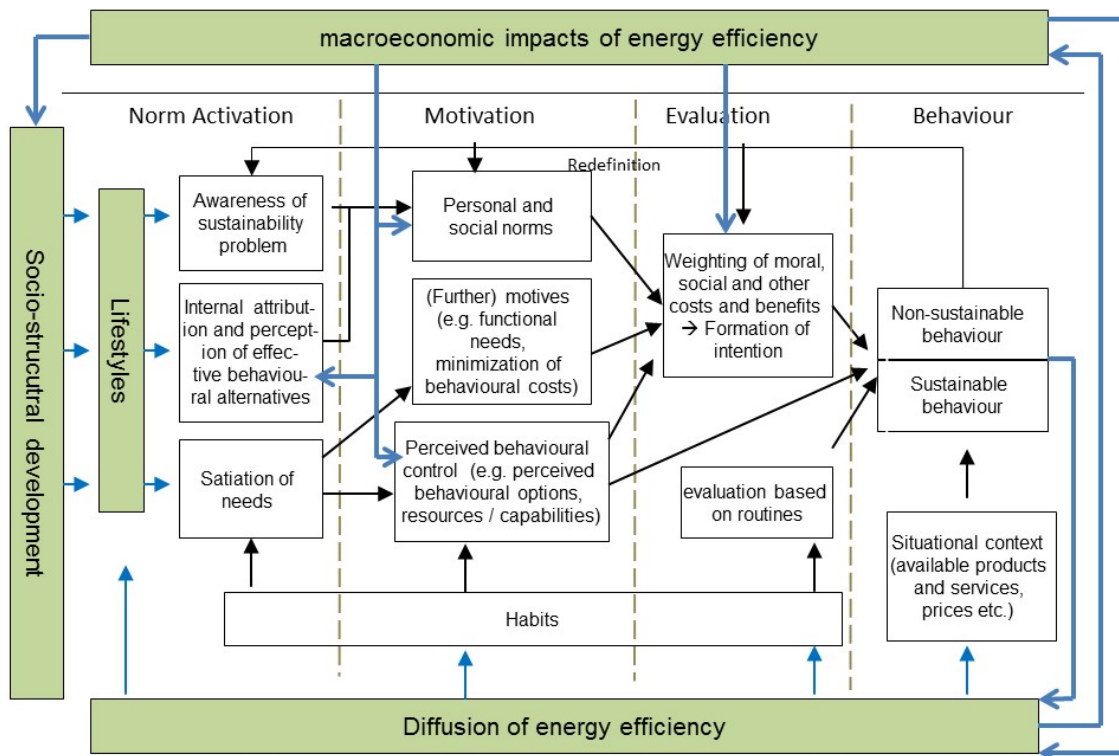 macroeconomic impacts of energy efficiency
Norm Activation
Motivation
Evaluation
Behaviour
Redefinition
Socio-strucutral development
Lifestyles
Awareness of
sustainability
problem
Internal attribut-
ion and percept-
ion of effec-
tive behaviou-
ral alternatives
Satiation of
needs
Personal and
social norms
(Further) motives
(e.g. functional
needs,
minimization of
behavioural costs)
Perceived behavioural
control (e.g. perceived
behavioural options,
resources / capabilities)
Weighting of moral,
social and other
costs and benefits
→ Formation of
intention
evaluation based
on routines
Non-sustainable
behaviour
Sustainable
behaviour
Situational context
(available products
and services,
prices etc.)
Habits
Diffusion of energy efficiency